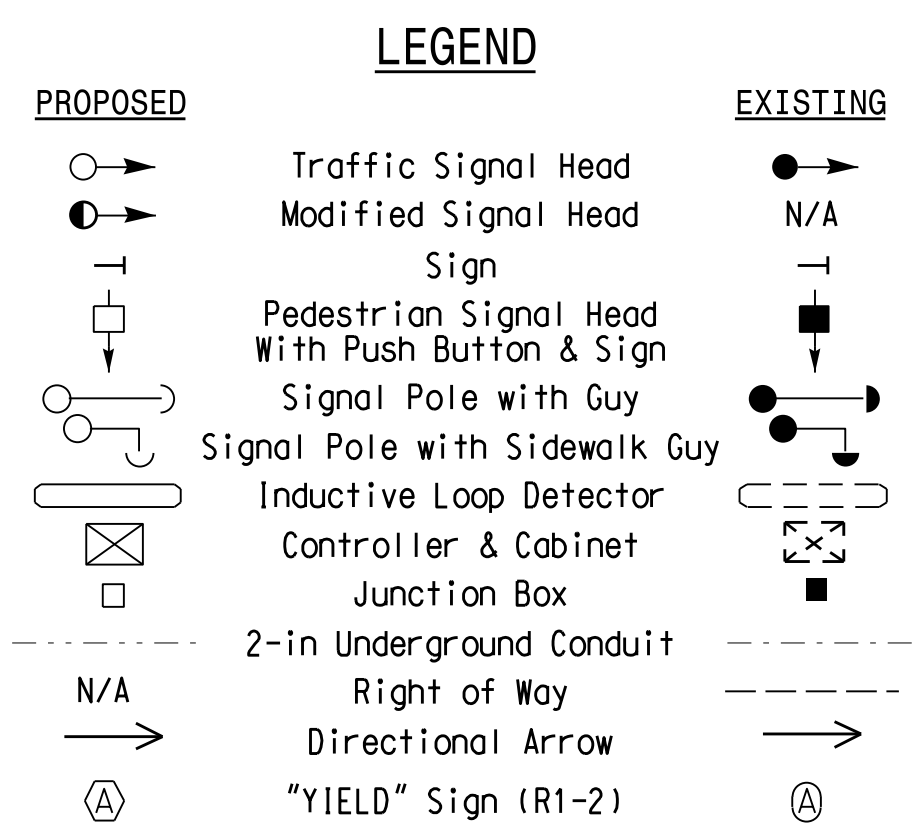 LEGEND
PROPOSED EXISTING
Traffic Signal Head
Modified Signal Head N/A
Sign
Pedestrian Signal Head
With Push Button & Sign
Signal Pole with Guy
Signal Pole with Sidewalk Guy
Inductive Loop Detector
Controller & Cabinet
Junction Box
2-in Underground Conduit
N/A Right of Way
Directional Arrow
A "YIELD" Sign (R1-2) A